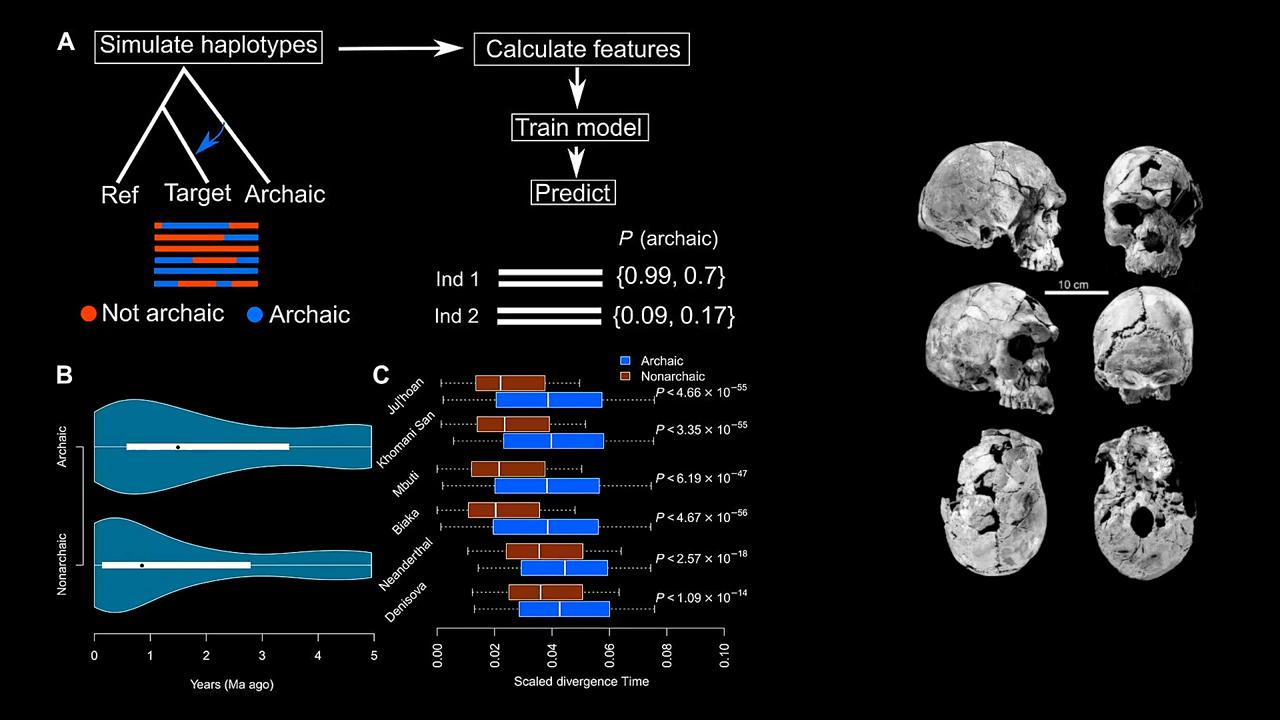 A
Simulate haplotypes
Calculate features
Train model
Predict
Ref Target Archaic
Not archaic Archaic
P (archaic)
Ind 1 {0.99, 0.7}
Ind 2 {0.09, 0.17}
B
Archaic
Nonarchaic
0 1 2 3 4 5
Years (Ma ago)
C
Archaic
Nonarchaic
Ju|'hoan P < 4.66 × 10⁻⁵⁵
Khomani San P < 3.35 × 10⁻⁵⁵
Mbuti P < 6.19 × 10⁻⁴⁷
Biaka P < 4.67 × 10⁻⁵⁶
Neanderthal P < 2.57 × 10⁻¹⁸
Denisova P < 1.09 × 10⁻¹⁴
0.00 0.02 0.04 0.06 0.08 0.10
Scaled divergence Time
10 cm